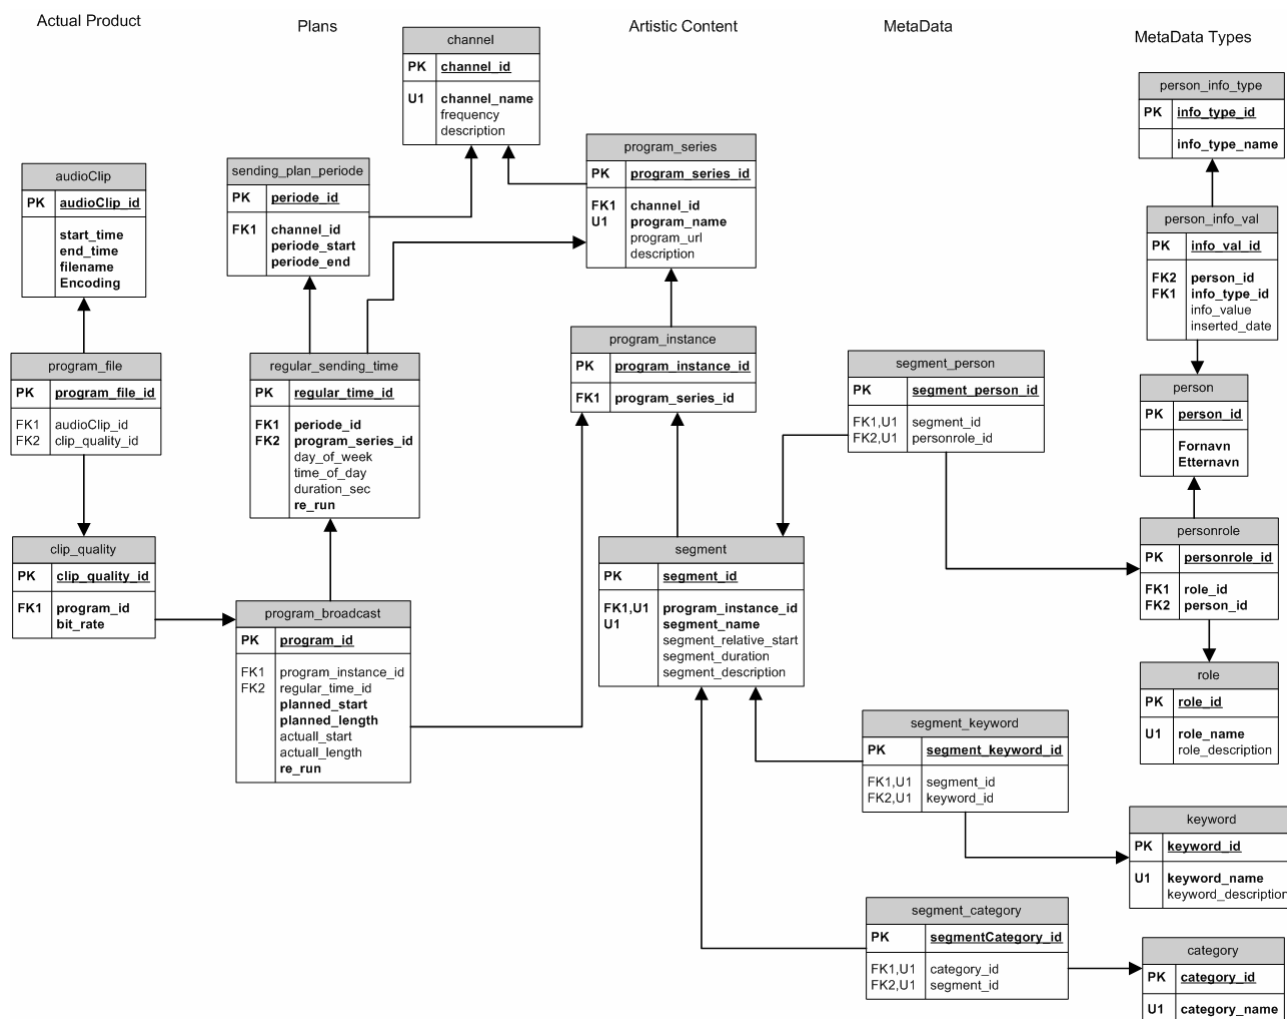 Actual Product
Plans
Artistic Content
MetaData
MetaData Types
channel
PK channel_id
U1 channel_name
frequency
description
person_info_type
PK info_type_id
info_type_name
program_series
PK program_series_id
FK1 channel_id
U1 program_name
program_url
description
audioClip
PK audioClip_id
start_time
end_time
filename
Encoding
sending_plan_periode
PK periode_id
FK1 channel_id
periode_start
periode_end
person_info_val
PK info_val_id
FK2 person_id
FK1 info_type_id
info_value
inserted_date
program_instance
PK program_instance_id
FK1 program_series_id
program_file
PK program_file_id
FK1 audioClip_id
FK2 clip_quality_id
regular_sending_time
PK regular_time_id
FK1 periode_id
FK2 program_series_id
day_of_week
time_of_day
duration_sec
re_run
segment_person
PK segment_person_id
FK1,U1 segment_id
FK2,U1 personrole_id
person
PK person_id
Fornavn
Etternavn
clip_quality
PK clip_quality_id
FK1 program_id
bit_rate
segment
PK segment_id
FK1,U1 program_instance_id
U1 segment_name
segment_relative_start
segment_duration
segment_description
personrole
PK personrole_id
FK1 role_id
FK2 person_id
program_broadcast
PK program_id
FK1 program_instance_id
FK2 regular_time_id
planned_start
planned_length
actuall_start
actuall_length
re_run
role
PK role_id
U1 role_name
role_description
segment_keyword
PK segment_keyword_id
FK1,U1 segment_id
FK2,U1 keyword_id
keyword
PK keyword_id
U1 keyword_name
keyword_description
segment_category
PK segmentCategory_id
FK1,U1 category_id
FK2,U1 segment_id
category
PK category_id
U1 category_name